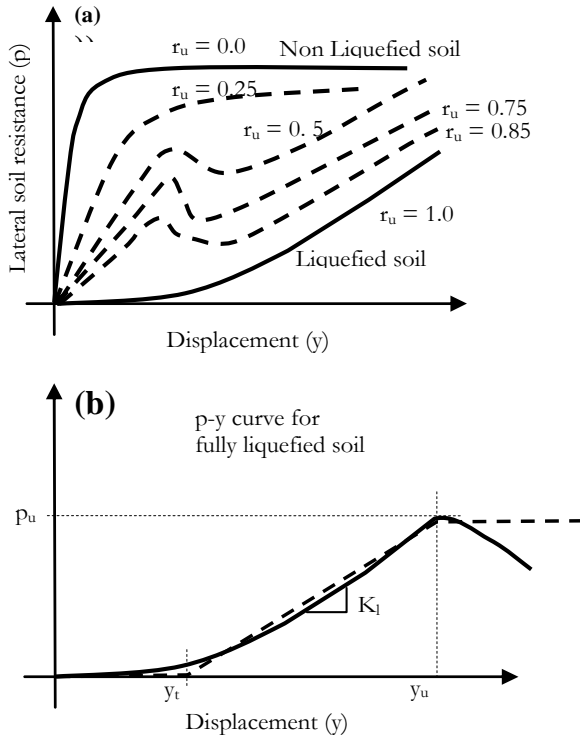 (a)
Lateral soil resistance (p)
r_u = 0.0
Non Liquefied soil
r_u = 0.25
r_u = 0. 5
r_u = 0.75
r_u = 0.85
r_u = 1.0
Liquefied soil
Displacement (y)
(b)
p-y curve for
fully liquefied soil
p_u
K_l
y_t
y_u
Displacement (y)